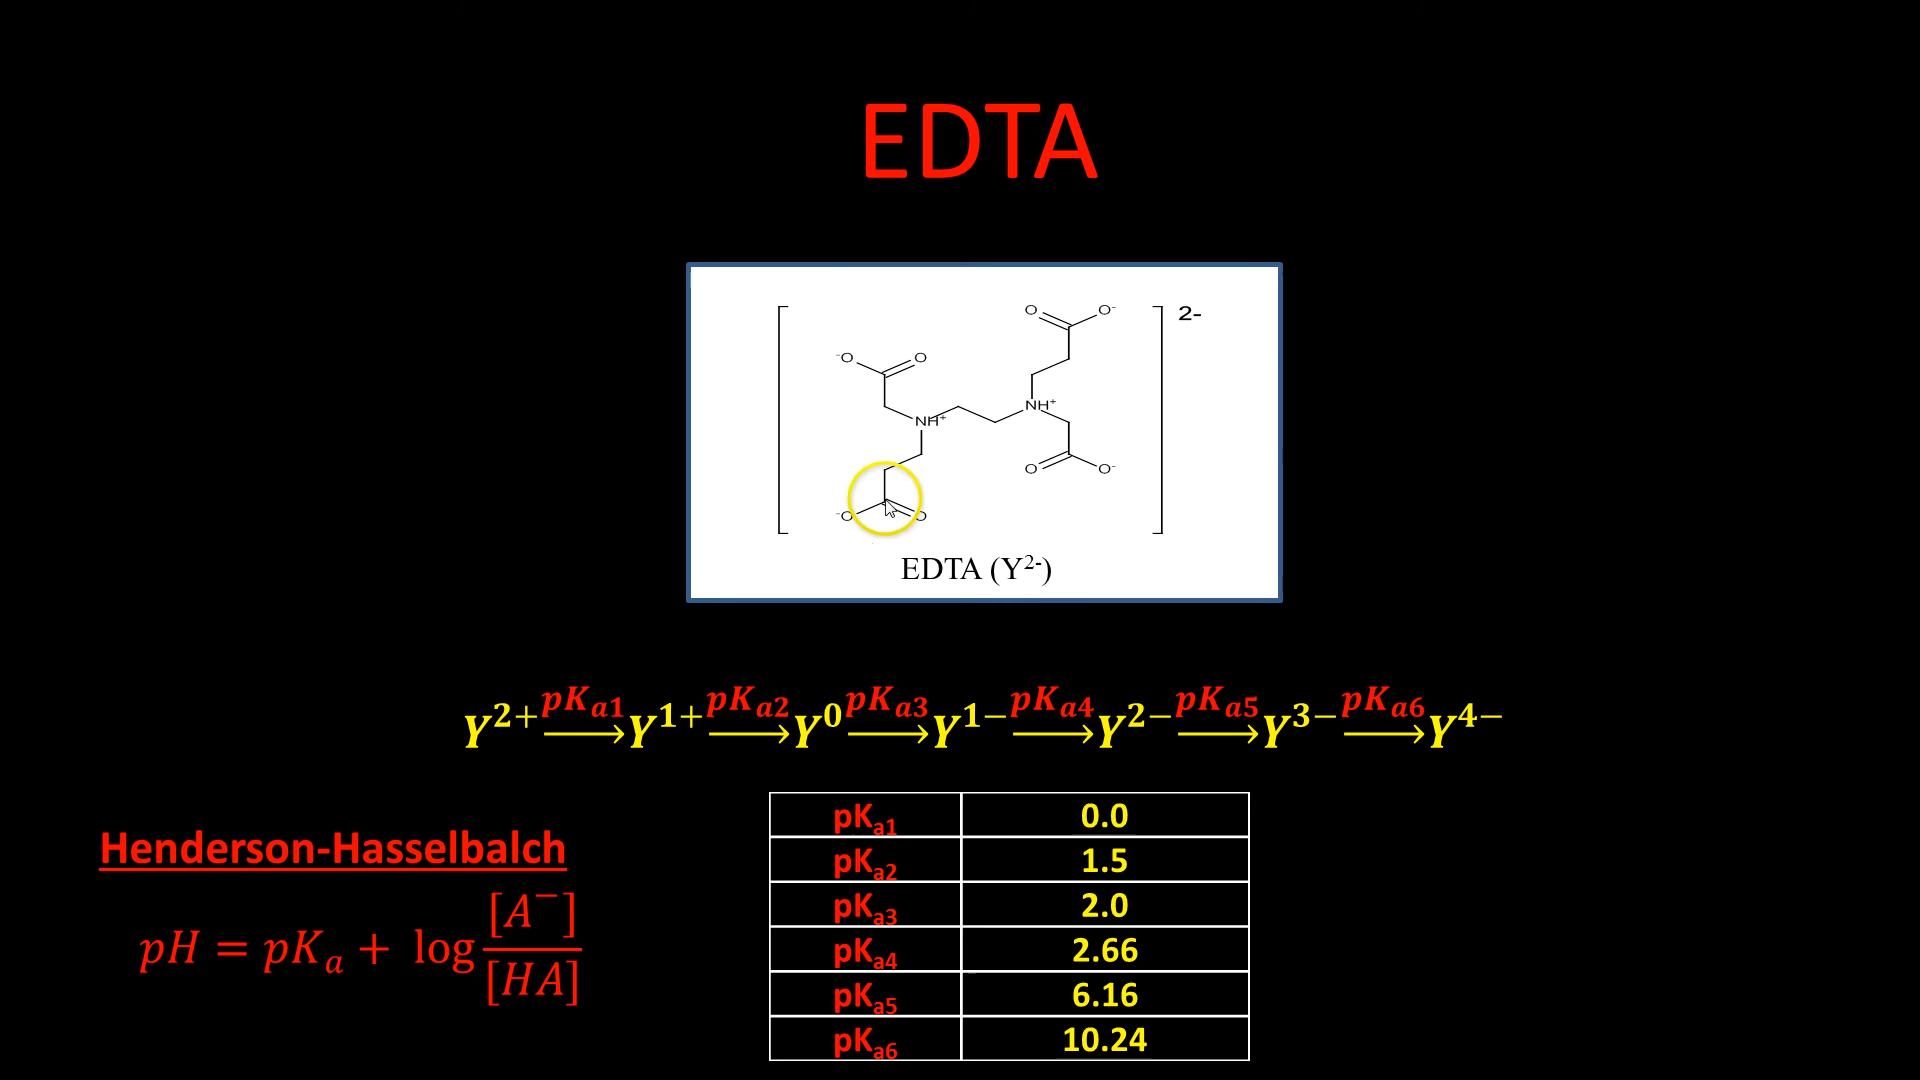 EDTA
2-
O O-
-O O
NH+
NH+
O O-
-O O
EDTA (Y2-)
Y2+ pKa1→ Y1+ pKa2→ Y0 pKa3→ Y1− pKa4→ Y2− pKa5→ Y3− pKa6→ Y4−
Henderson-Hasselbalch
pH = pKa + log [A−]/[HA]
pKa1 0.0
pKa2 1.5
pKa3 2.0
pKa4 2.66
pKa5 6.16
pKa6 10.24